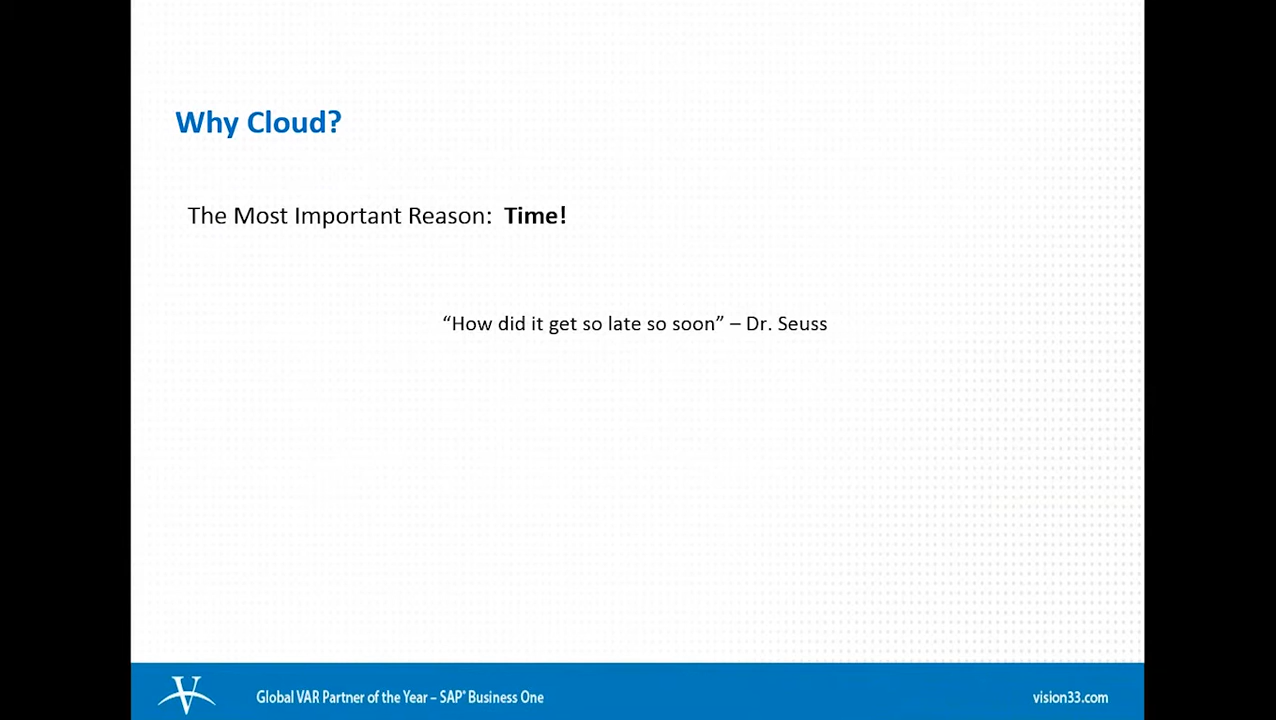 Why Cloud?
The Most Important Reason: Time!
“How did it get so late so soon” – Dr. Seuss
V
Global VAR Partner of the Year – SAP® Business One
vision33.com